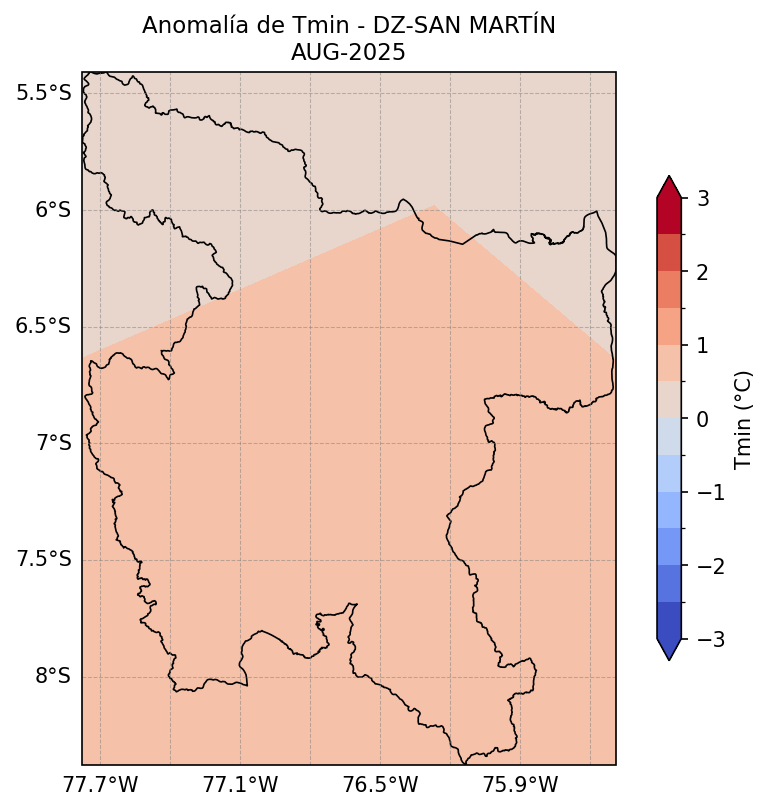 Anomalía de Tmin - DZ-SAN MARTÍN
AUG-2025
5.5°S
6°S
6.5°S
7°S
7.5°S
8°S
77.7°W
77.1°W
76.5°W
75.9°W
3
2
1
0
−1
−2
−3
Tmin (°C)